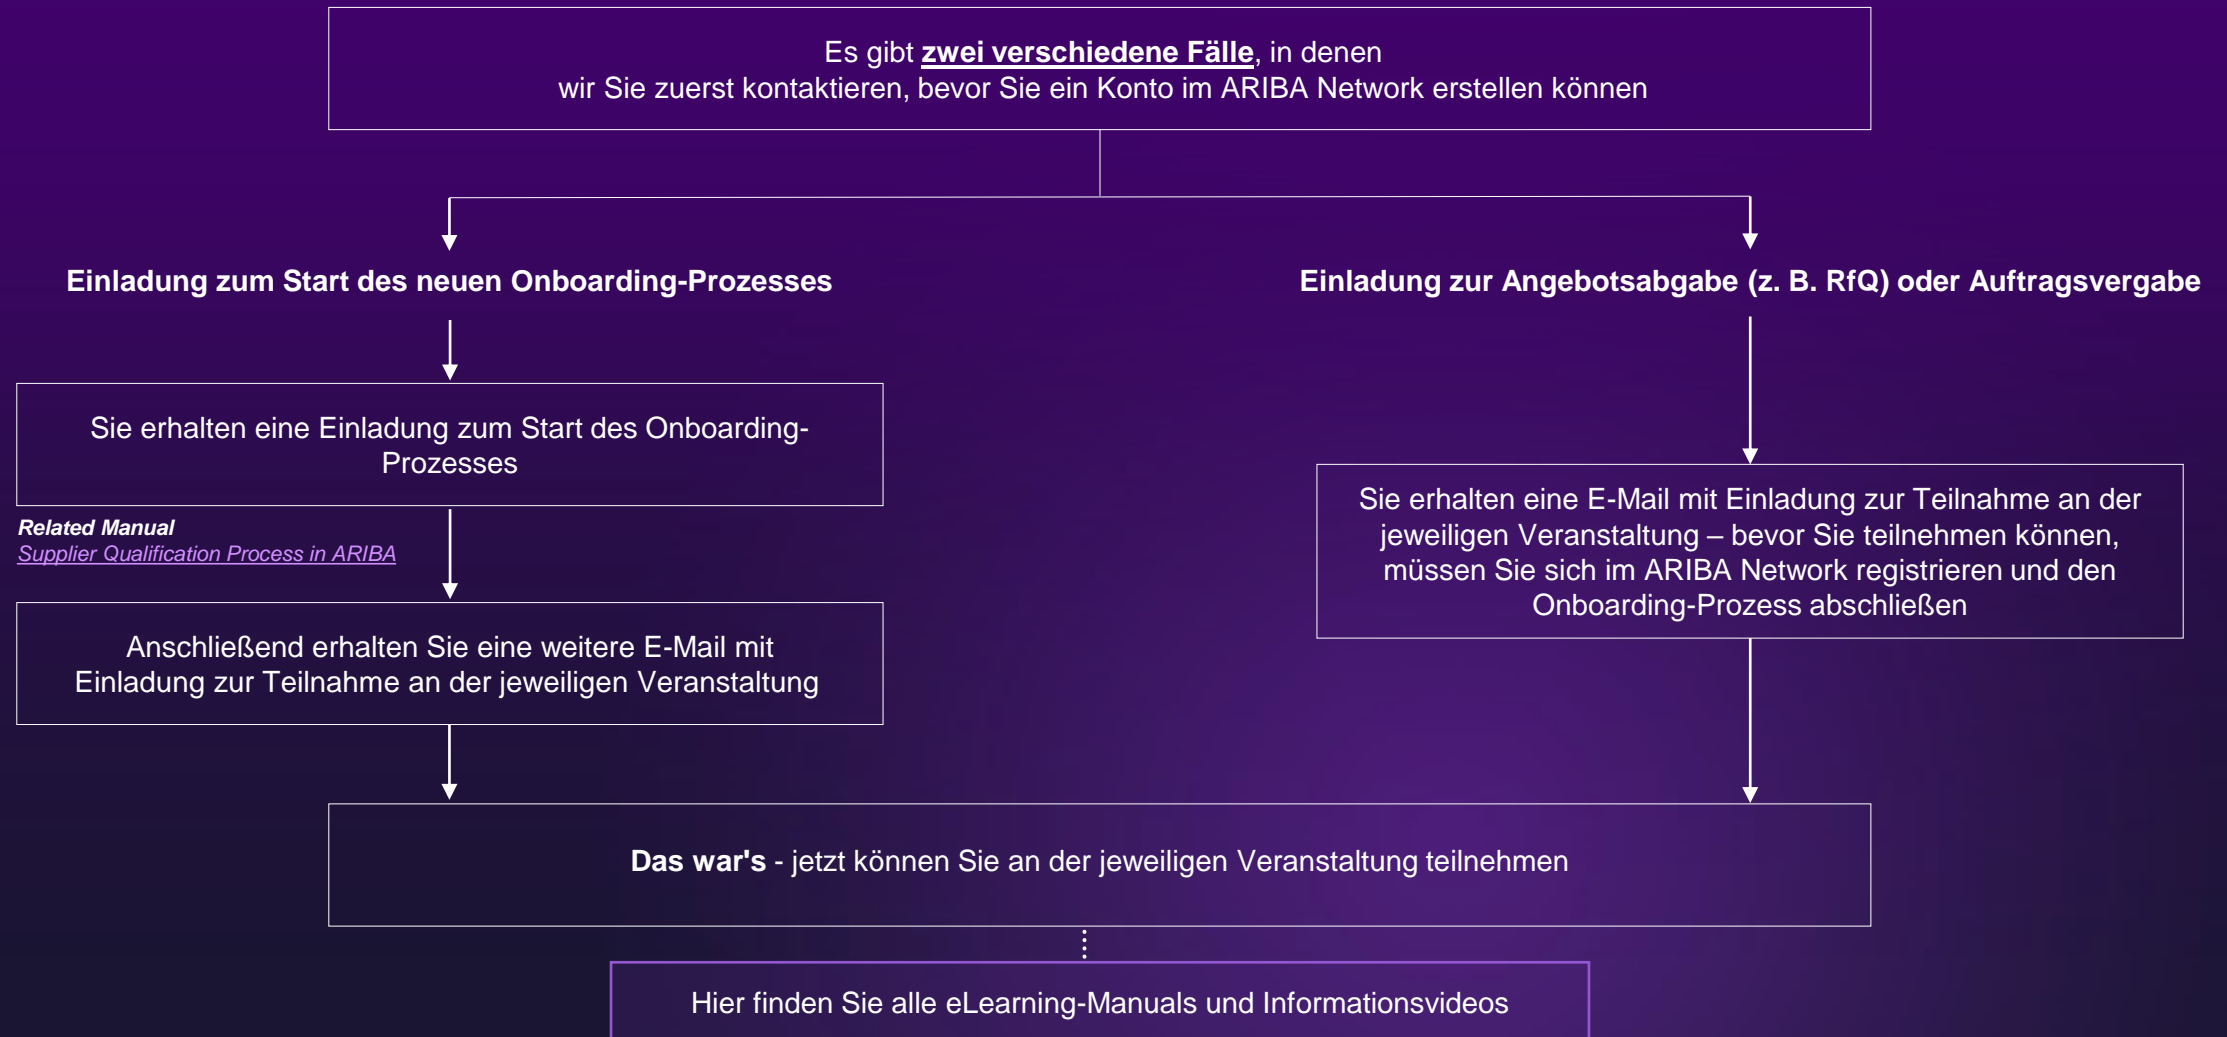 Es gibt zwei verschiedene Fälle, in denen
wir Sie zuerst kontaktieren, bevor Sie ein Konto im ARIBA Network erstellen können
Einladung zum Start des neuen Onboarding-Prozesses
Sie erhalten eine Einladung zum Start des Onboarding-
Prozesses
Related Manual
Supplier Qualification Process in ARIBA
Anschließend erhalten Sie eine weitere E-Mail mit
Einladung zur Teilnahme an der jeweiligen Veranstaltung
Einladung zur Angebotsabgabe (z. B. RfQ) oder Auftragsvergabe
Sie erhalten eine E-Mail mit Einladung zur Teilnahme an der
jeweiligen Veranstaltung – bevor Sie teilnehmen können,
müssen Sie sich im ARIBA Network registrieren und den
Onboarding-Prozess abschließen
Das war's - jetzt können Sie an der jeweiligen Veranstaltung teilnehmen
Hier finden Sie alle eLearning-Manuals und Informationsvideos